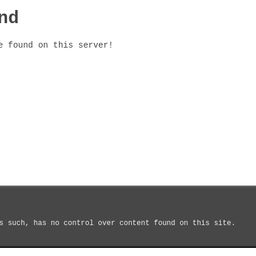 nd
e found on this server!
s such, has no control over content found on this site.